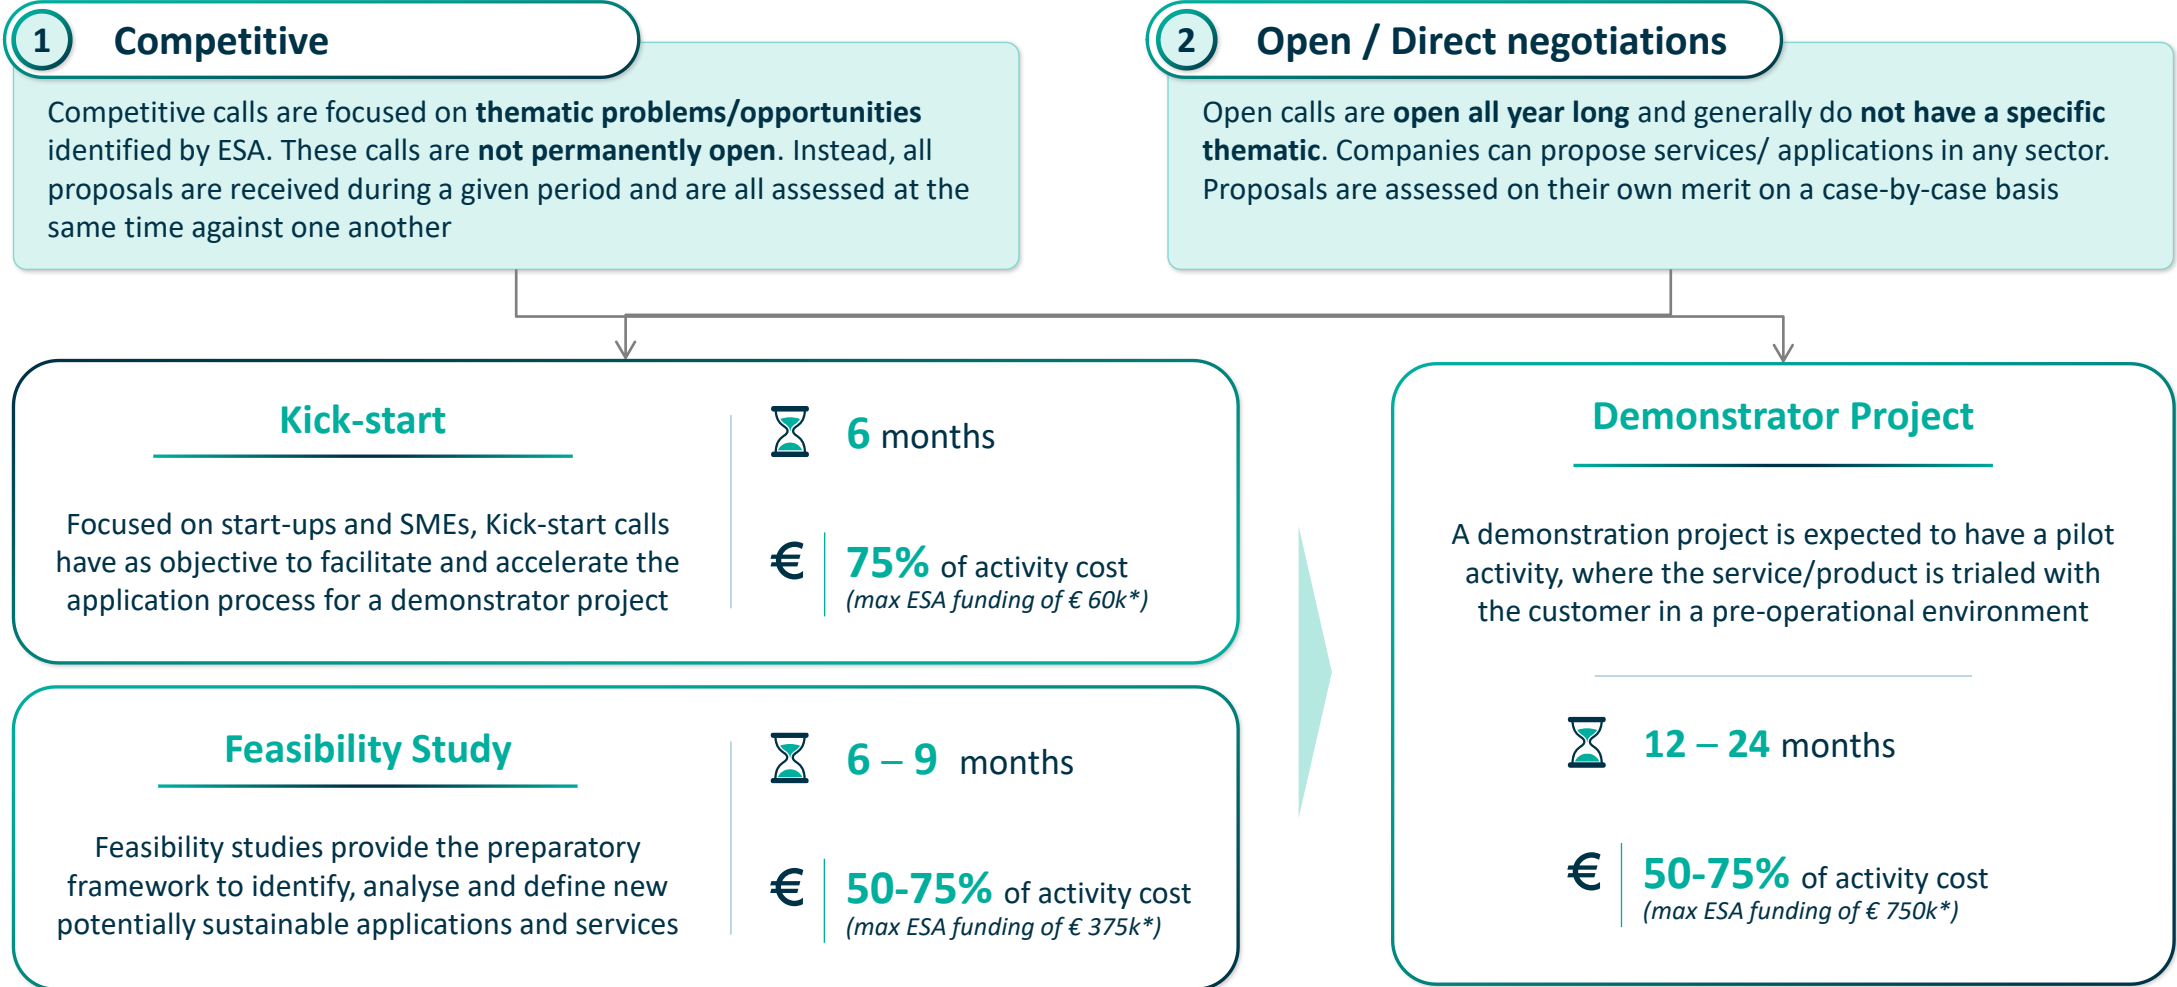 1
Competitive
Competitive calls are focused on thematic problems/opportunities
identified by ESA. These calls are not permanently open. Instead, all
proposals are received during a given period and are all assessed at the
same time against one another
2
Open / Direct negotiations
Open calls are open all year long and generally do not have a specific
thematic. Companies can propose services/ applications in any sector.
Proposals are assessed on their own merit on a case-by-case basis
Kick-start
Focused on start-ups and SMEs, Kick-start calls
have as objective to facilitate and accelerate the
application process for a demonstrator project
6 months
€ 75% of activity cost
(max ESA funding of € 60k*)
Feasibility Study
Feasibility studies provide the preparatory
framework to identify, analyse and define new
potentially sustainable applications and services
6 – 9 months
€ 50-75% of activity cost
(max ESA funding of € 375k*)
Demonstrator Project
A demonstration project is expected to have a pilot
activity, where the service/product is trialed with
the customer in a pre-operational environment
12 – 24 months
€ 50-75% of activity cost
(max ESA funding of € 750k*)